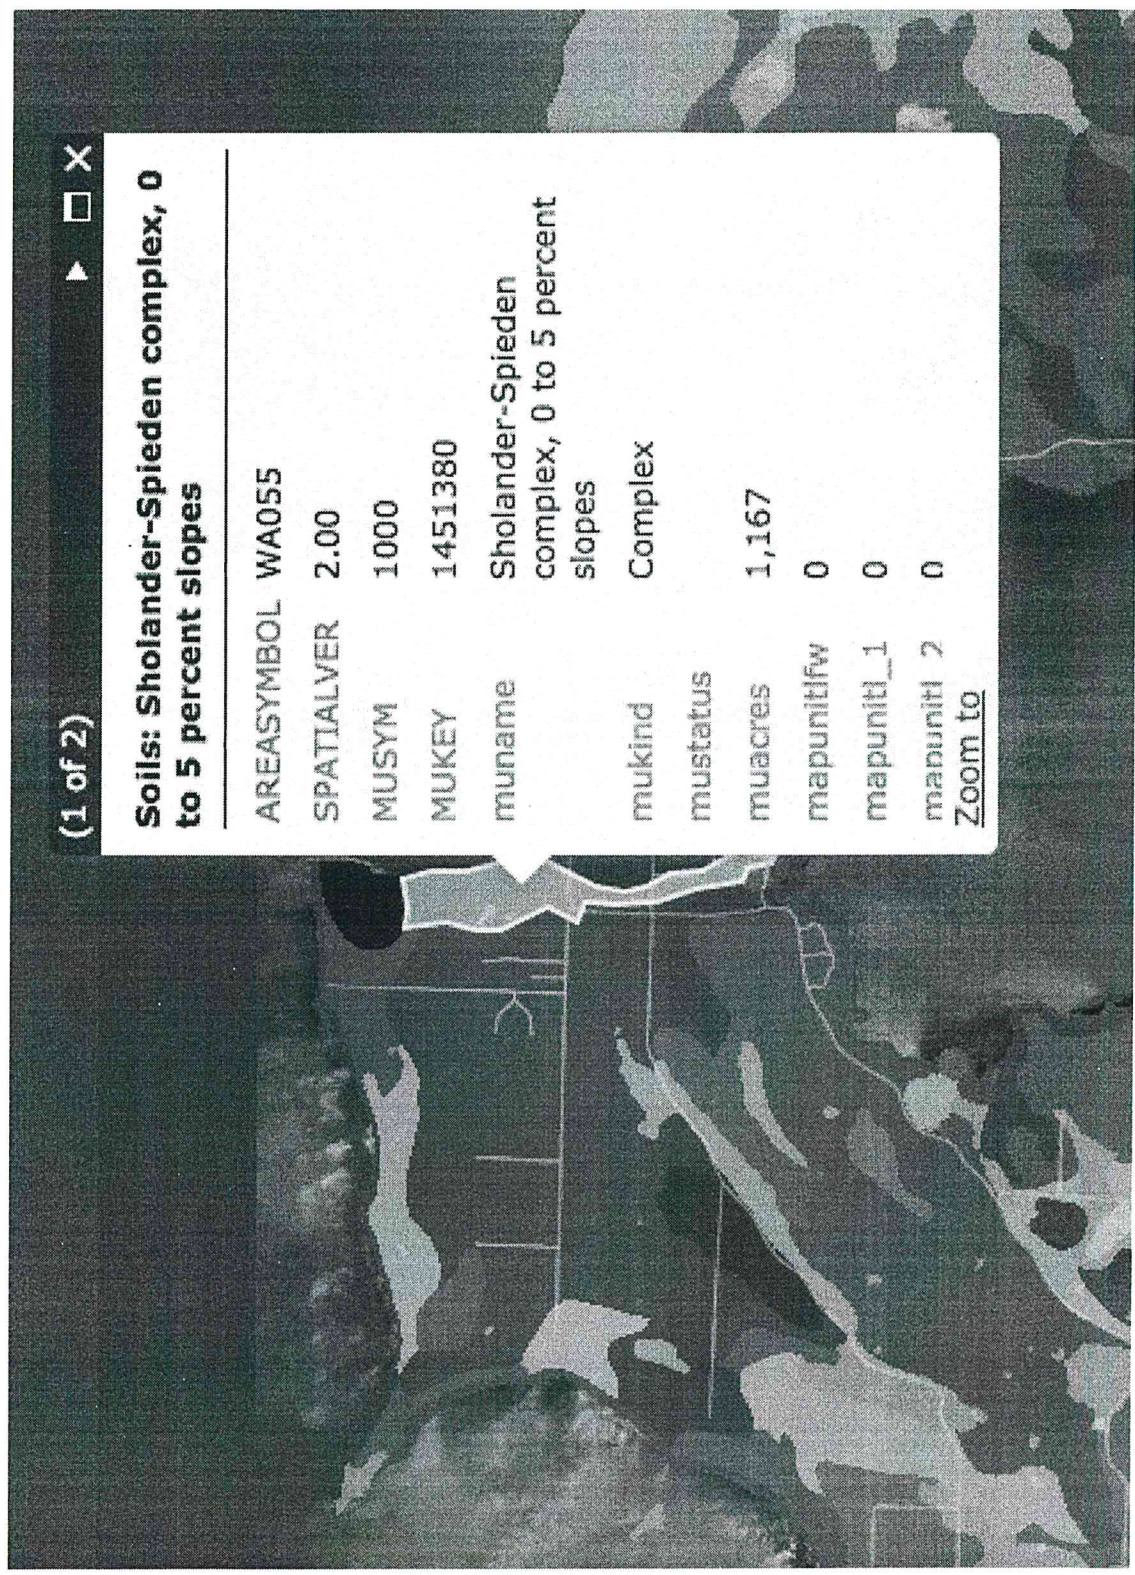 (1 of 2)
Soils: Sholander-Spieden complex, 0
to 5 percent slopes
AREASYMBOL WA055
SPATIALVER 2.00
MUSYM 1000
MUKEY 1451380
muname Sholander-Spieden
complex, 0 to 5 percent
slopes
mukind Complex
mustatus
muacres 1,167
mapunitlfw 0
mapunitl_1 0
mapunitl_2 0
Zoom to